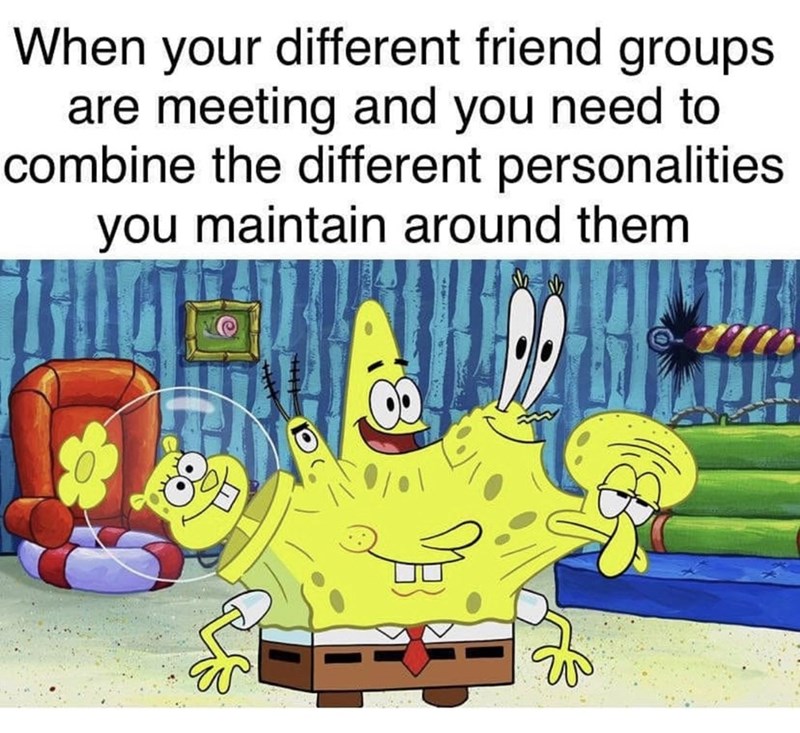 When your different friend groups
are meeting and you need to
combine the different personalities
you maintain around them